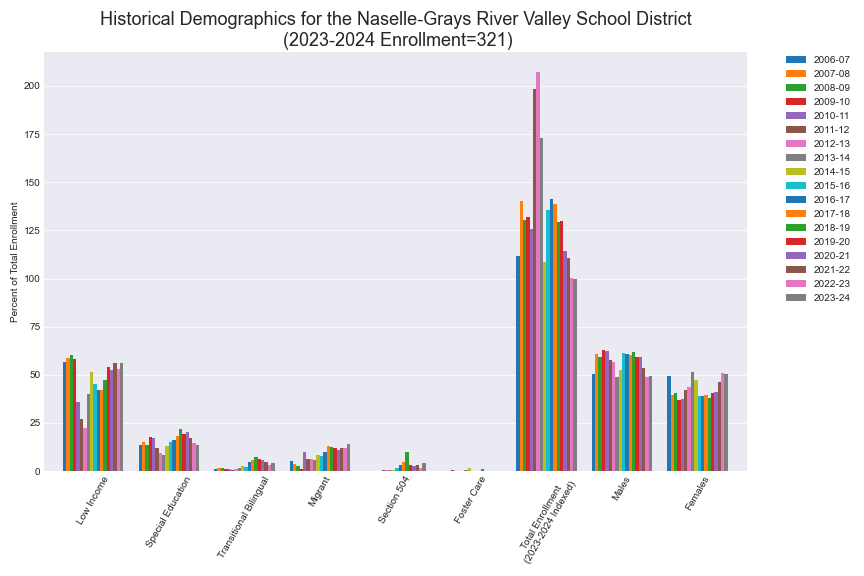 Historical Demographics for the Naselle-Grays River Valley School District
(2023-2024 Enrollment=321)
Percent of Total Enrollment
200
175
150
125
100
75
50
25
0
Low Income
Special Education
Transitional Bilingual
Migrant
Section 504
Foster Care
Total Enrollment
(2023-2024 Indexed)
Males
Females
2006-07
2007-08
2008-09
2009-10
2010-11
2011-12
2012-13
2013-14
2014-15
2015-16
2016-17
2017-18
2018-19
2019-20
2020-21
2021-22
2022-23
2023-24